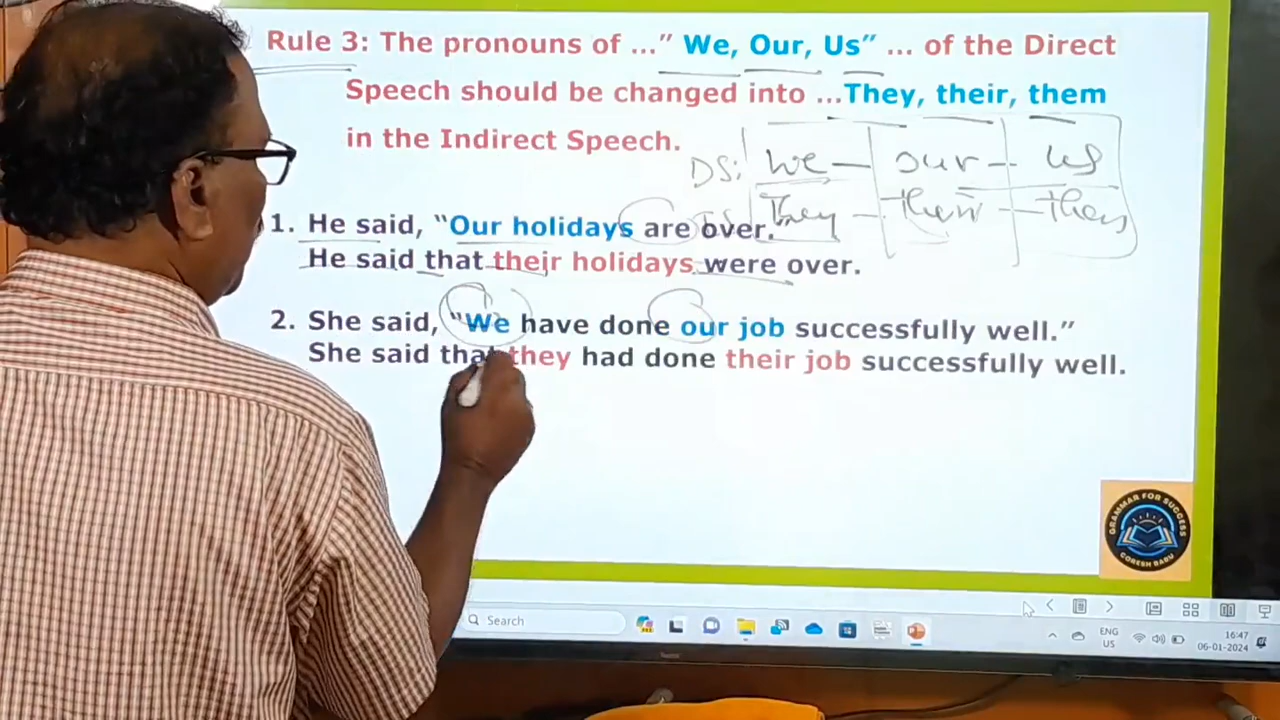 Rule 3: The pronouns of ...” We, Our, Us” ... of the Direct
Speech should be changed into ...They, their, them
in the Indirect Speech.
DS: we – our – us
They – their – them
1. He said, “Our holidays are over.”
He said that their holidays were over.
2. She said, “We have done our job successfully well.”
She said that they had done their job successfully well.
GRAMMAR FOR SUCCESS
CORESH BABU
Search
ENG
US
16:47
06-01-2024